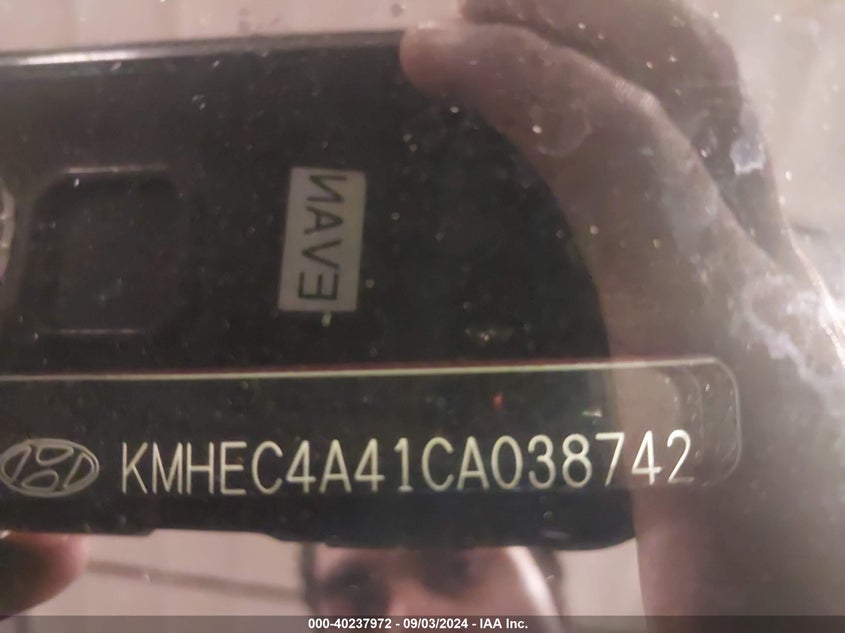 EVAN
KMHEC4A41CA038742
000-40237972 - 09/03/2024 - IAA Inc.